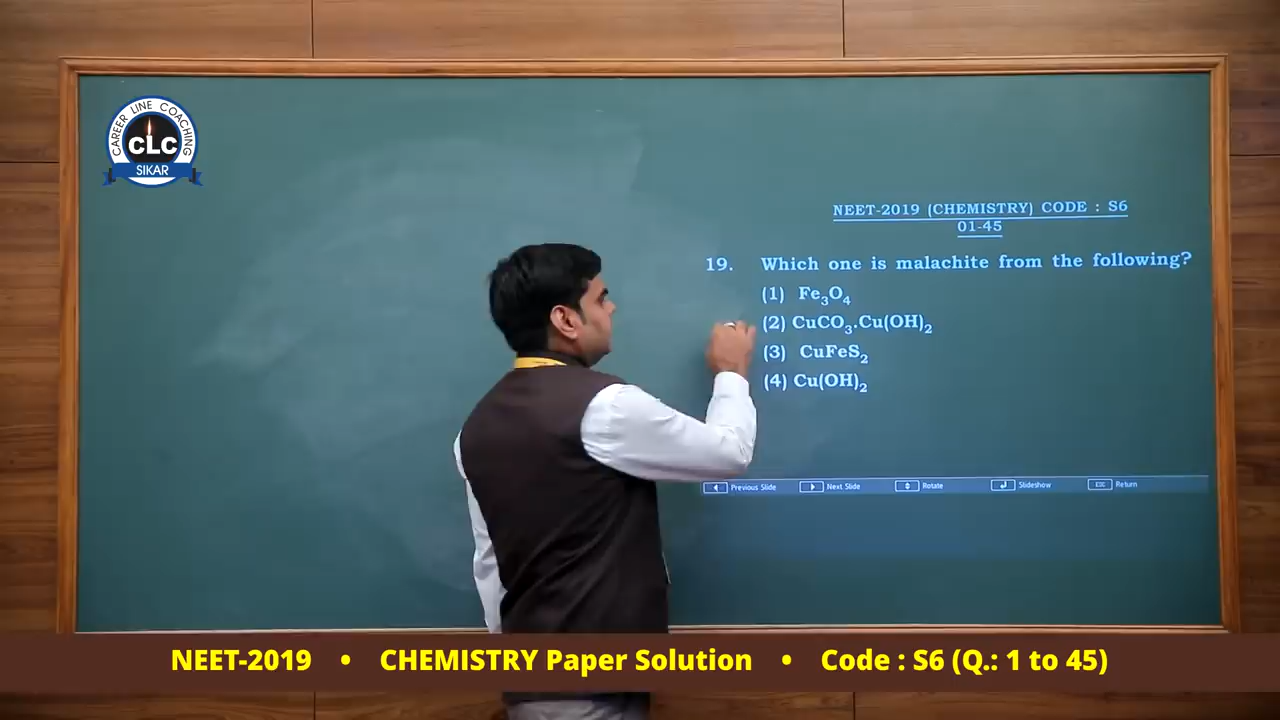 CAREER LINE COACHING
CLC
SIKAR
NEET-2019 (CHEMISTRY) CODE : S6
01-45
19. Which one is malachite from the following?
(1) Fe₃O₄
(2) CuCO₃.Cu(OH)₂
(3) CuFeS₂
(4) Cu(OH)₂
Previous Slide Next Slide Rotate Slideshow ESC Return
NEET-2019 • CHEMISTRY Paper Solution • Code : S6 (Q.: 1 to 45)